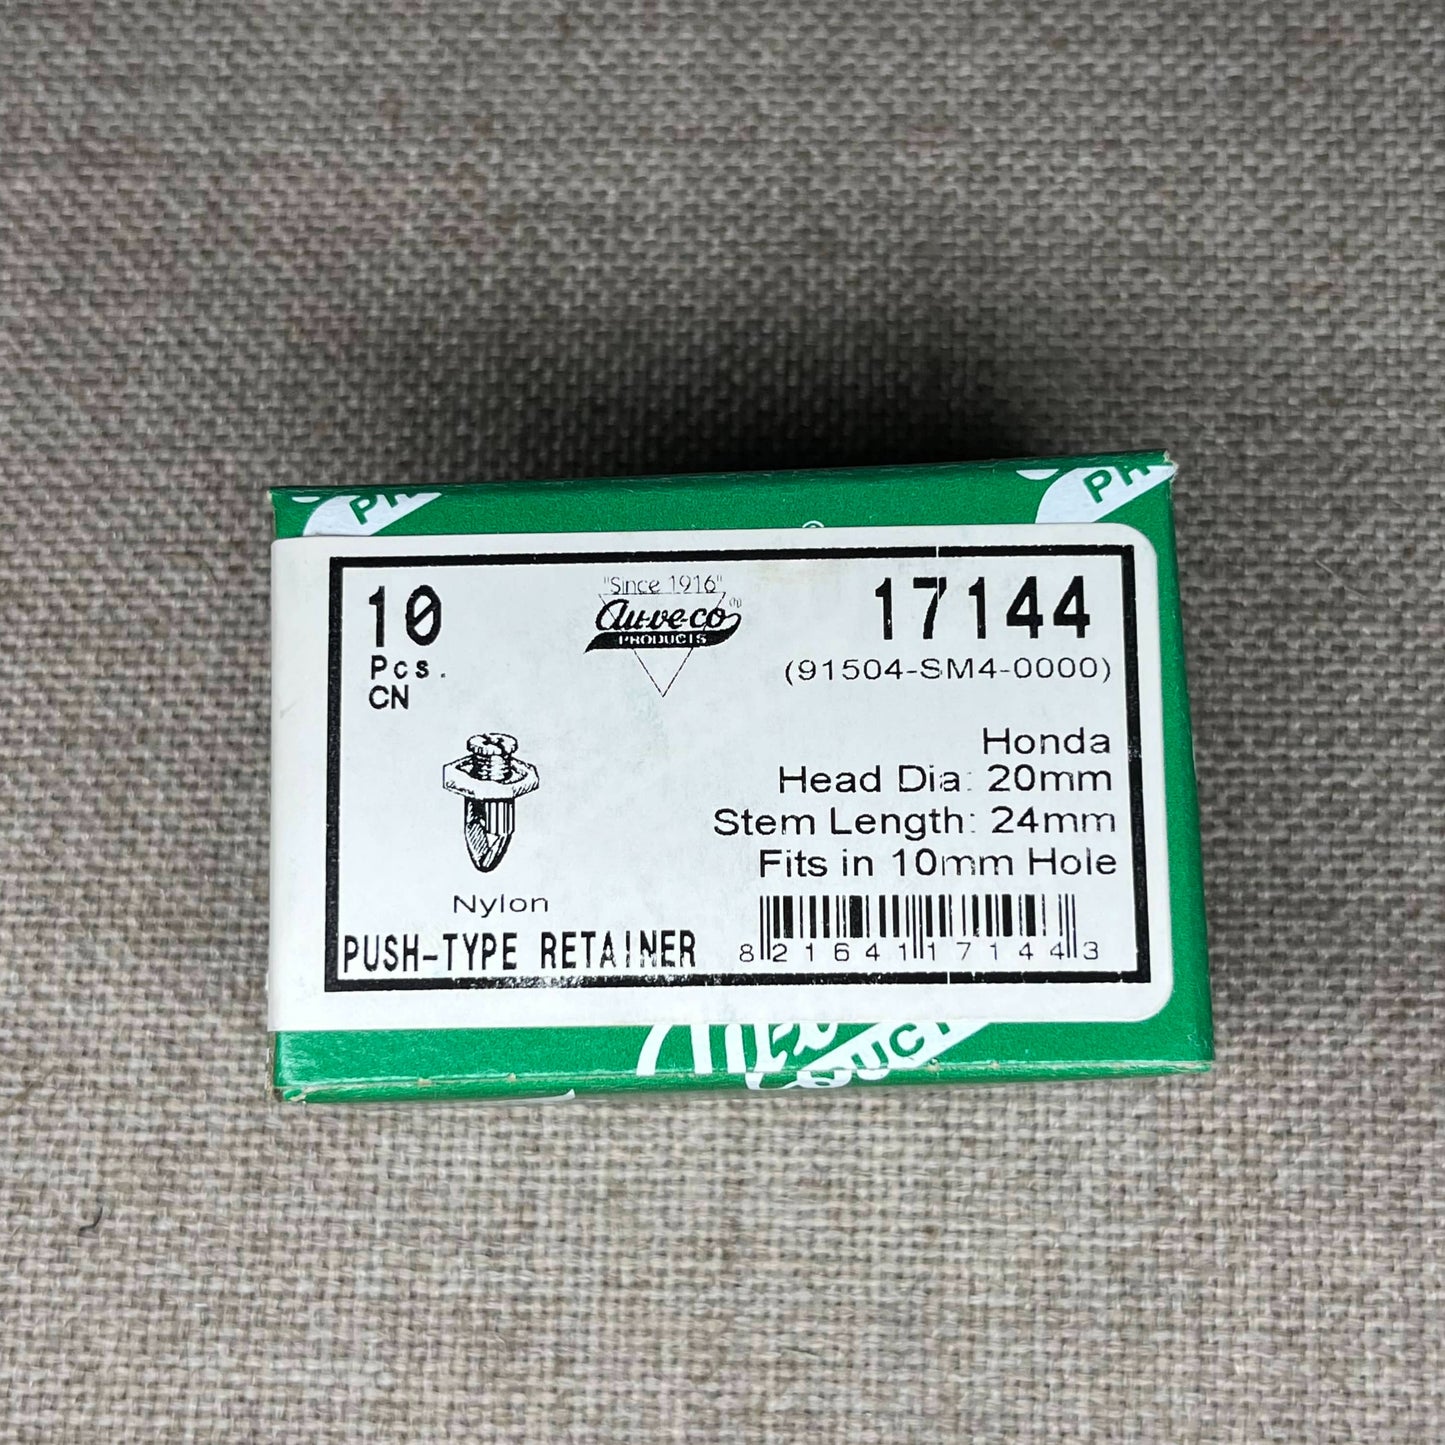 10
Pcs.
CN
"Since 1916"
Au-ve-co
PRODUCTS
17144
(91504-SM4-0000)
Honda
Head Dia: 20mm
Stem Length: 24mm
Fits in 10mm Hole
Nylon
PUSH-TYPE RETAINER
8 21641 17144 3